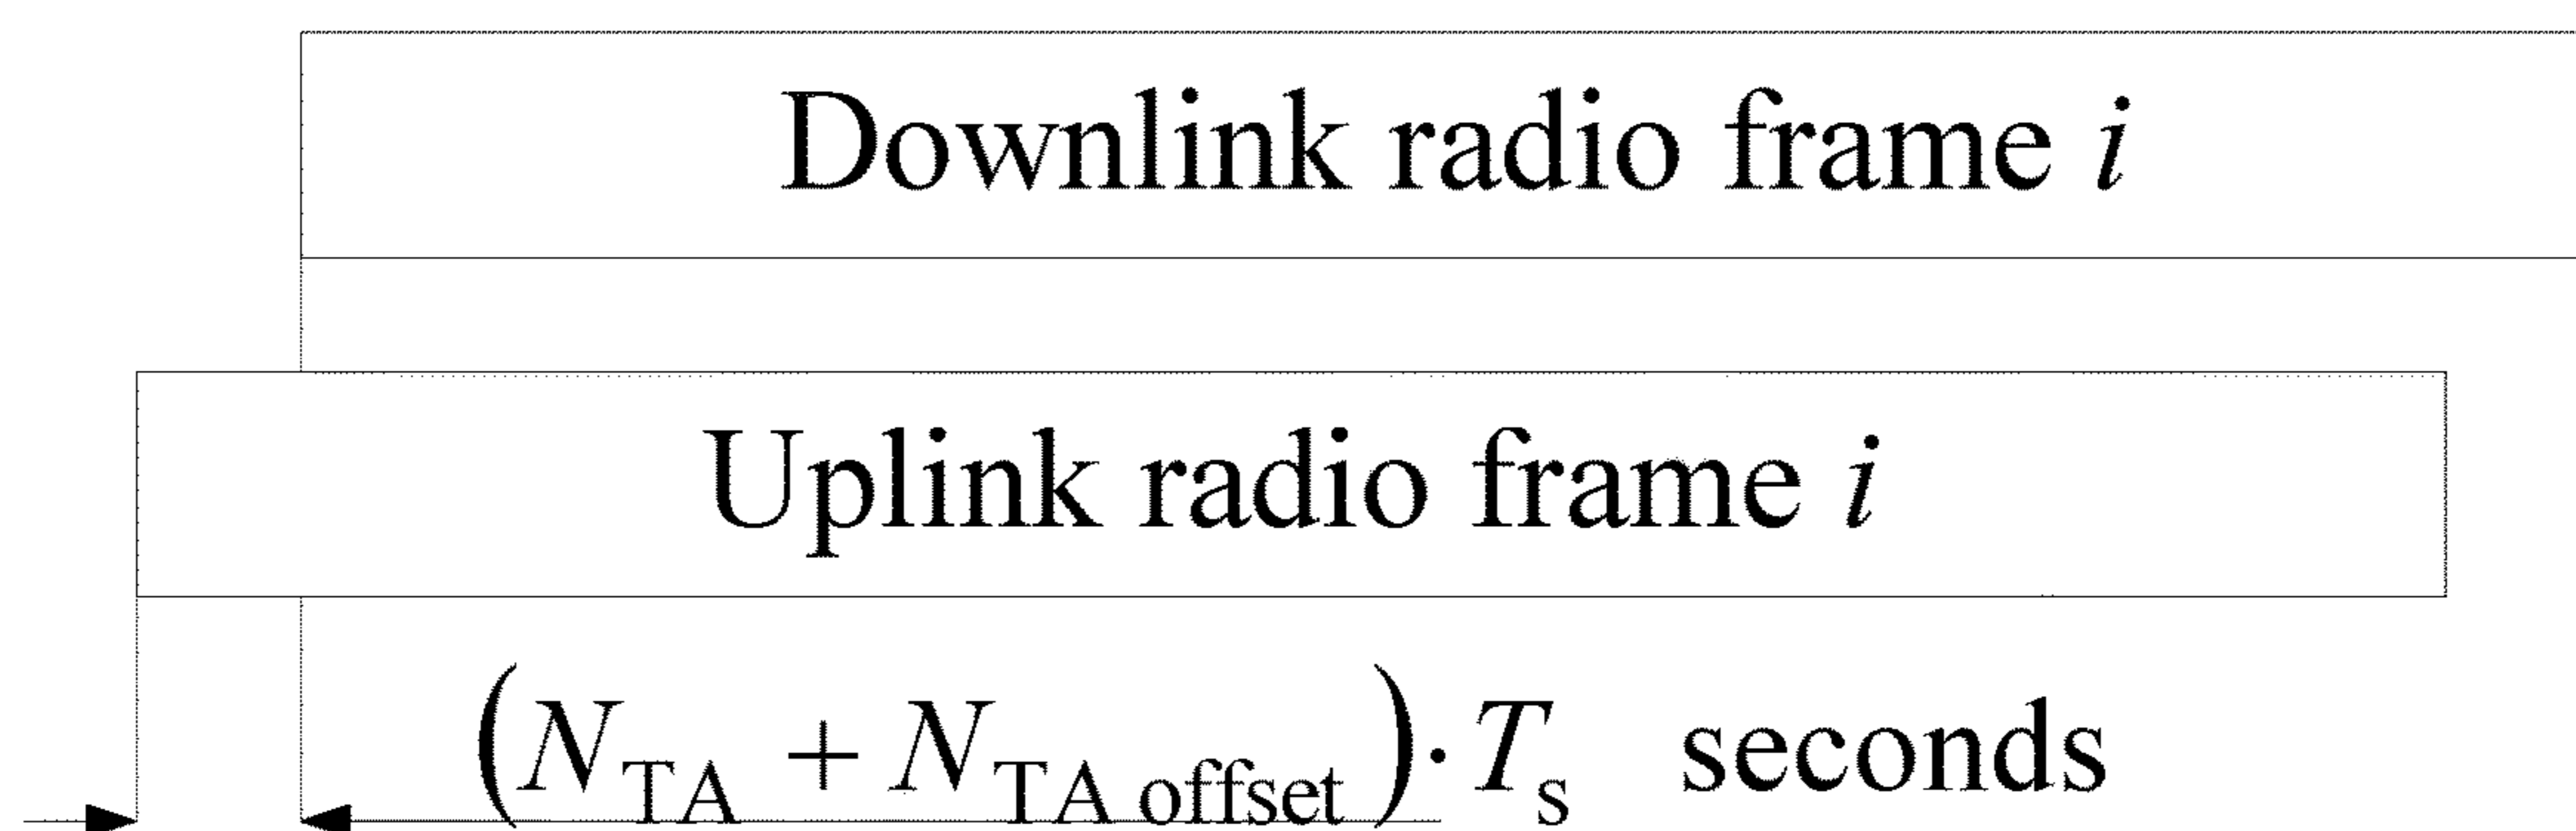 Downlink radio frame i
Uplink radio frame i
(N_TA + N_TA offset) · T_s seconds